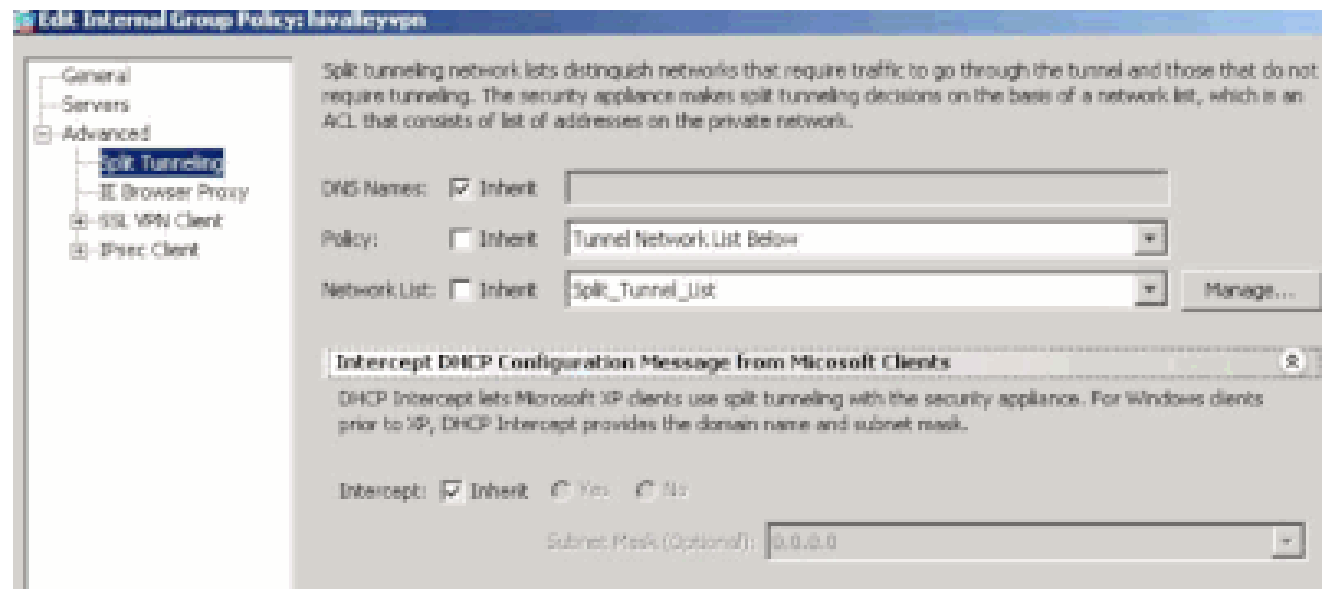 Edit Internal Group Policy: hivalleyvpn
General
Servers
Advanced
Split Tunneling
IE Browser Proxy
SSL VPN Client
IPsec Client
Split tunneling network lists distinguish networks that require traffic to go through the tunnel and those that do not
require tunneling. The security appliance makes split tunneling decisions on the basis of a network list, which is an
ACL that consists of list of addresses on the private network.
DNS Names: Inherit
Policy: Inherit Tunnel Network List Below
Network List: Inherit Split_Tunnel_List Manage...
Intercept DHCP Configuration Message from Micosoft Clients
DHCP Intercept lets Microsoft XP clients use split tunneling with the security appliance. For Windows clients
prior to XP, DHCP Intercept provides the domain name and subnet mask.
Intercept: Inherit Yes No
Subnet Mask (Optional): 0.0.0.0